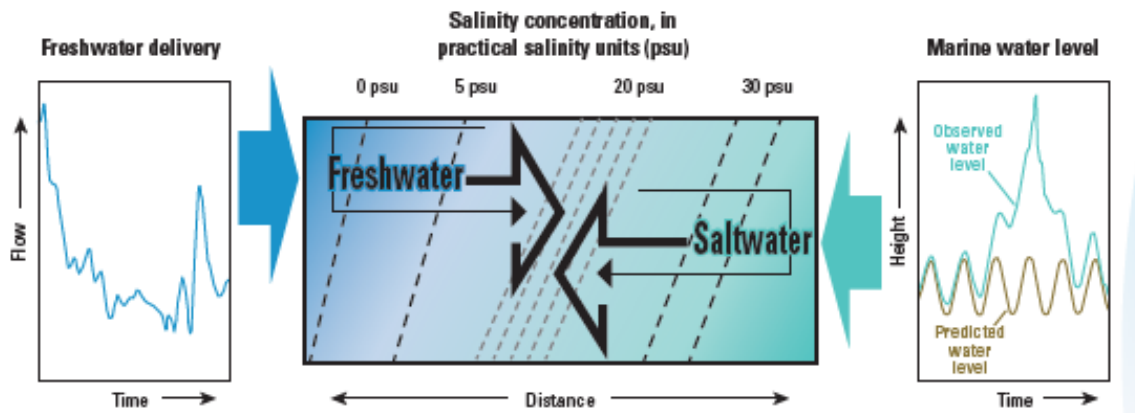 Salinity concentration, in
practical salinity units (psu)
Freshwater delivery
Marine water level
0 psu
5 psu
20 psu
30 psu
Flow
Freshwater
Saltwater
Height
Observed
water
level
Predicted
water
level
Time
Distance
Time